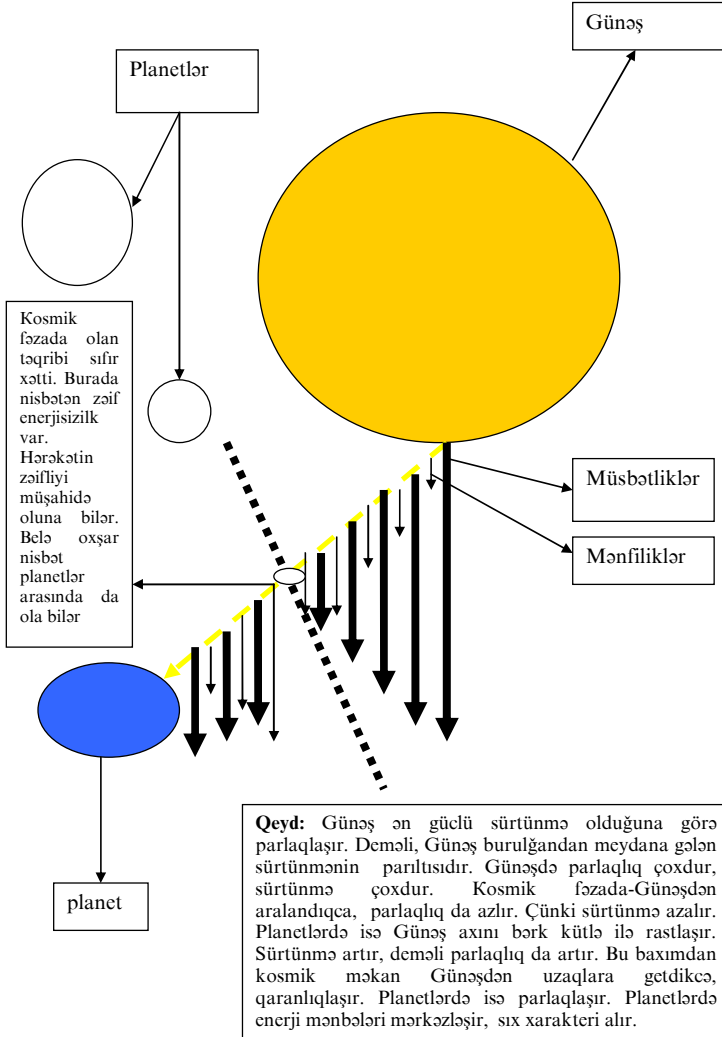 Günəş
Planetlər
Kosmik
fəzada olan
təqribi sıfır
xətti. Burada
nisbətən zəif
enerjisizilk
var.
Hərəkətin
zəifliyi
müşahidə
oluna bilər.
Belə oxşar
nisbət
planetlər
arasında da
ola bilər
Müsbətliklər
Mənfiliklər
planet
Qeyd: Günəş ən güclü sürtünmə olduğuna görə
parlaqlaşır. Deməli, Günəş burulğandan meydana gələn
sürtünmənin parıltısıdır. Günəşdə parlaqlıq çoxdur,
sürtünmə çoxdur. Kosmik fəzada-Günəşdən
aralandıqca, parlaqlıq da azlır. Çünki sürtünmə azalır.
Planetlərdə isə Günəş axını bərk kütlə ilə rastlaşır.
Sürtünmə artır, deməli parlaqlıq da artır. Bu baxımdan
kosmik məkan Günəşdən uzaqlara getdikcə,
qaranlıqlaşır. Planetlərdə isə parlaqlaşır. Planetlərdə
enerji mənbələri mərkəzləşir, sıx xarakteri alır.